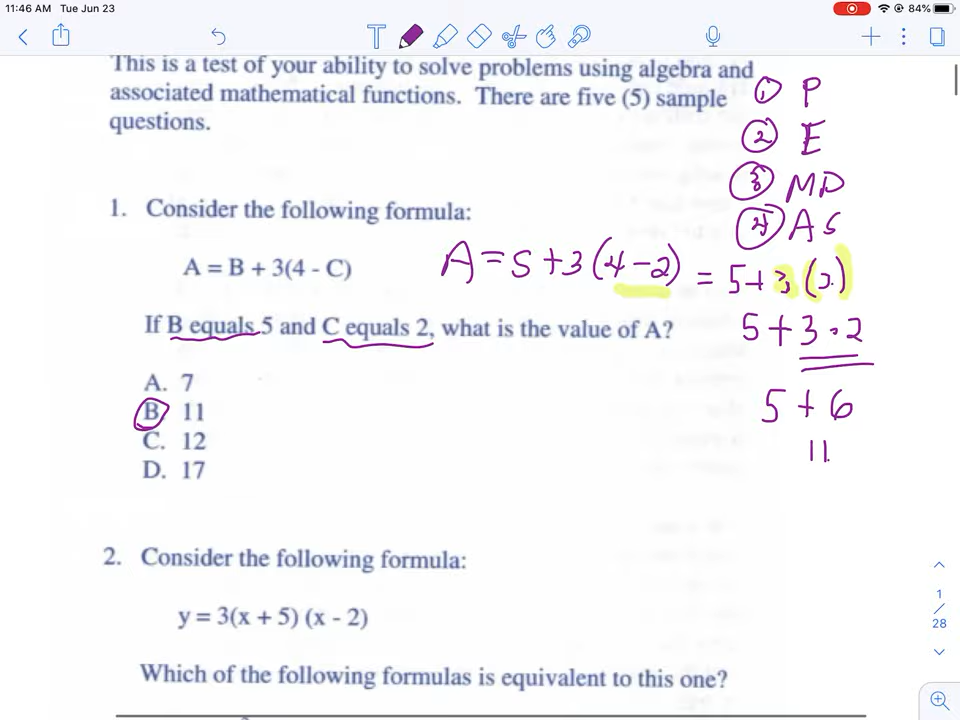 11:46 AM Tue Jun 23
84%
This is a test of your ability to solve problems using algebra and
associated mathematical functions. There are five (5) sample
questions.
① P
② E
③ MD
④ AS
1. Consider the following formula:
A = B + 3(4 - C)
A = 5 + 3 (4 - 2) = 5 + 3 (2)
If B equals 5 and C equals 2, what is the value of A?
5 + 3 · 2
A. 7
B. 11
5 + 6
C. 12
11
D. 17
2. Consider the following formula:
y = 3(x + 5) (x - 2)
Which of the following formulas is equivalent to this one?
1
/
28